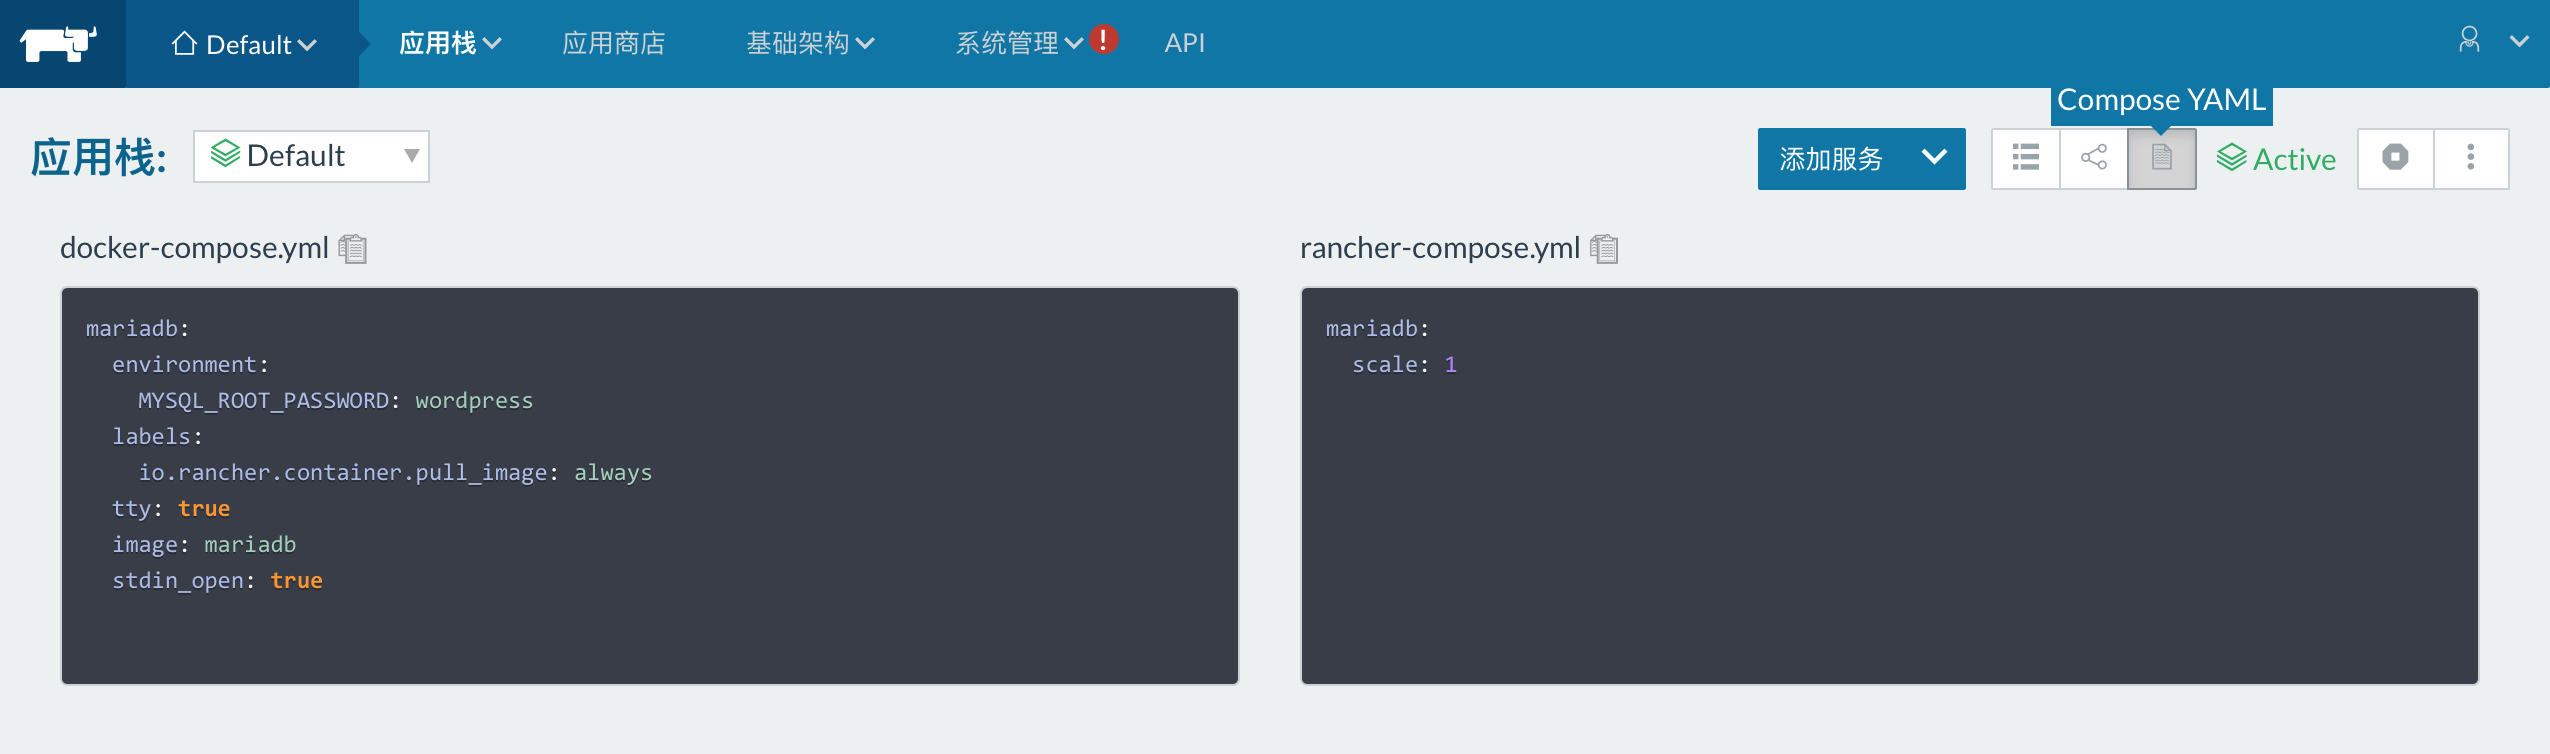 Default 应用栈 应用商店 基础架构 系统管理 ! API
Compose YAML
应用栈: Default 添加服务 Active
docker-compose.yml
mariadb:
  environment:
    MYSQL_ROOT_PASSWORD: wordpress
  labels:
    io.rancher.container.pull_image: always
  tty: true
  image: mariadb
  stdin_open: true
rancher-compose.yml
mariadb:
  scale: 1